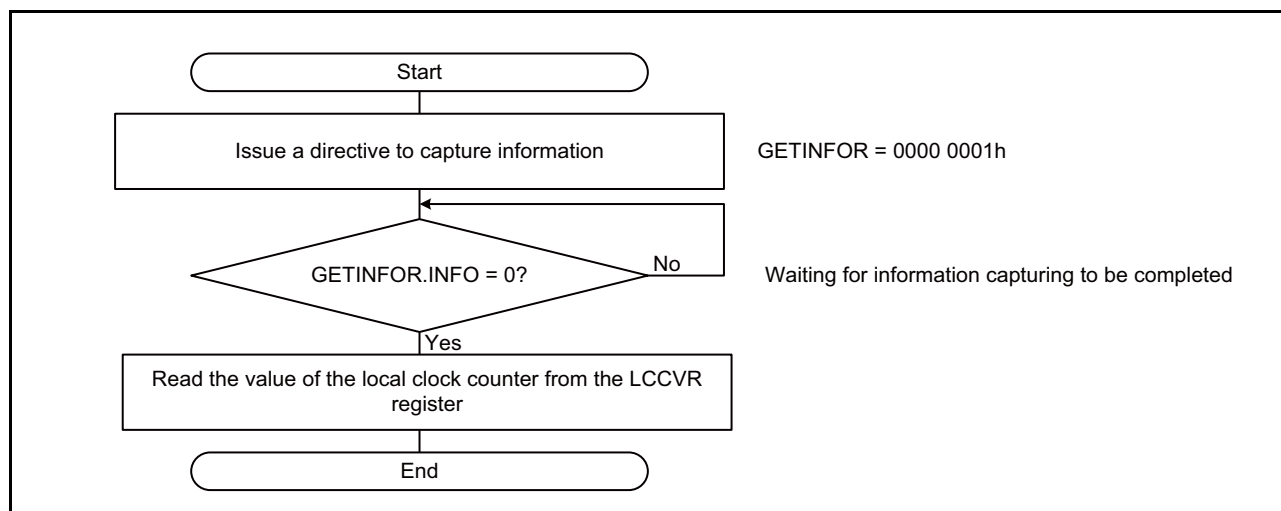 Start
Issue a directive to capture information
GETINFOR = 0000 0001h
GETINFOR.INFO = 0?
No
Waiting for information capturing to be completed
Yes
Read the value of the local clock counter from the LCCVR
register
End